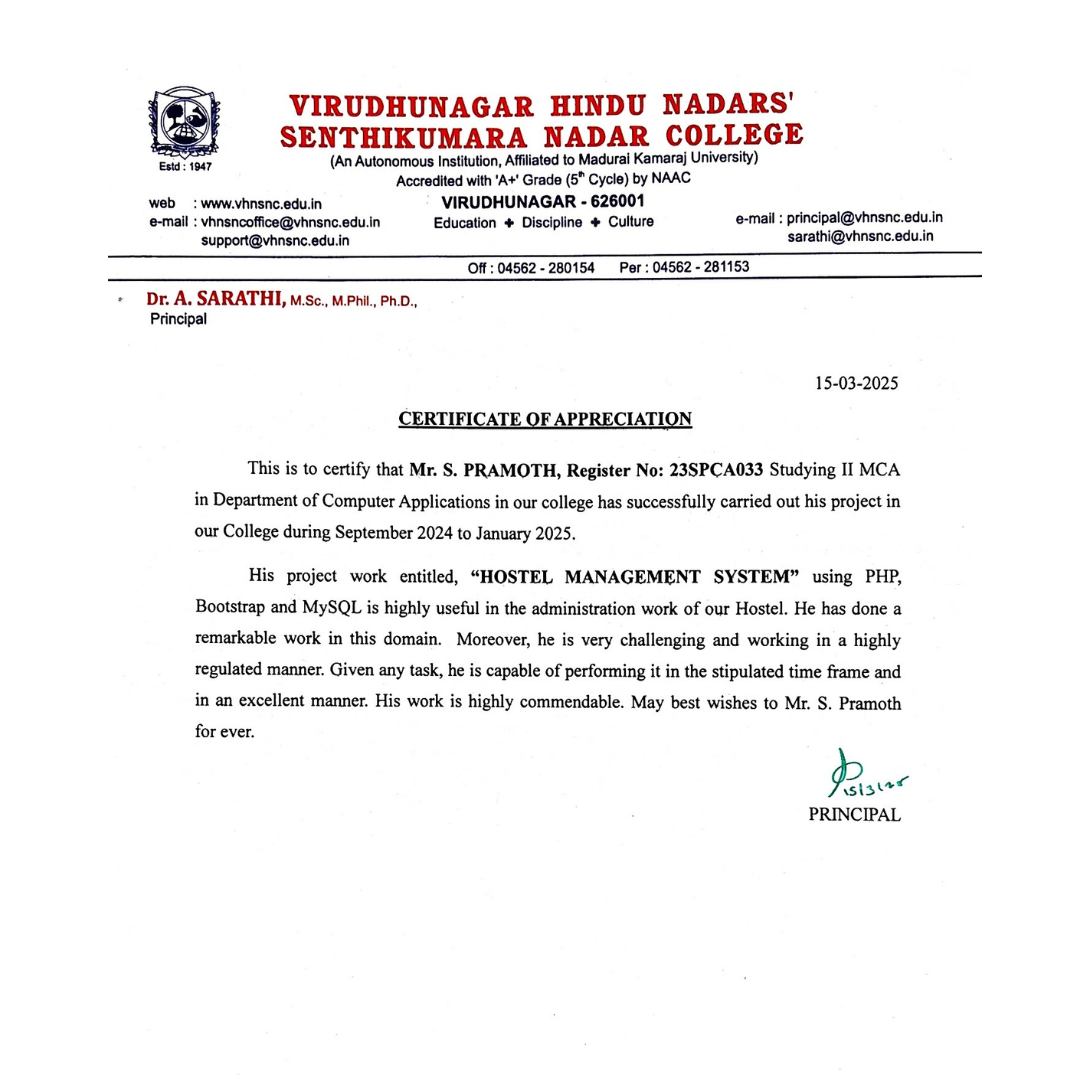 VIRUDHUNAGAR HINDU NADARS'
SENTHIKUMARA NADAR COLLEGE
(An Autonomous Institution, Affiliated to Madurai Kamaraj University)
Accredited with 'A+' Grade (5th Cycle) by NAAC
VIRUDHUNAGAR - 626001
Education ✚ Discipline ✚ Culture
Estd : 1947
web : www.vhnsnc.edu.in
e-mail : vhnsncoffice@vhnsnc.edu.in
support@vhnsnc.edu.in
e-mail : principal@vhnsnc.edu.in
sarathi@vhnsnc.edu.in
Off : 04562 - 280154 Per : 04562 - 281153
Dr. A. SARATHI, M.Sc., M.Phil., Ph.D.,
Principal
15-03-2025
CERTIFICATE OF APPRECIATION
This is to certify that Mr. S. PRAMOTH, Register No: 23SPCA033 Studying II MCA
in Department of Computer Applications in our college has successfully carried out his project in
our College during September 2024 to January 2025.
His project work entitled, “HOSTEL MANAGEMENT SYSTEM” using PHP,
Bootstrap and MySQL is highly useful in the administration work of our Hostel. He has done a
remarkable work in this domain. Moreover, he is very challenging and working in a highly
regulated manner. Given any task, he is capable of performing it in the stipulated time frame and
in an excellent manner. His work is highly commendable. May best wishes to Mr. S. Pramoth
for ever.
15/3/25
PRINCIPAL